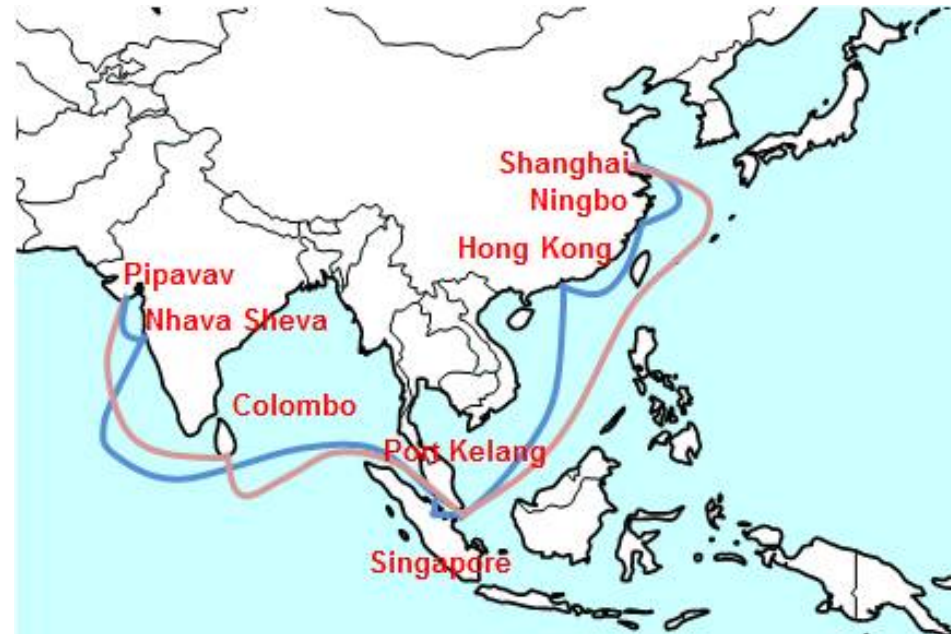 Shanghai
Ningbo
Hong Kong
Pipavav
Nhava Sheva
Colombo
Port Kelang
Singapore